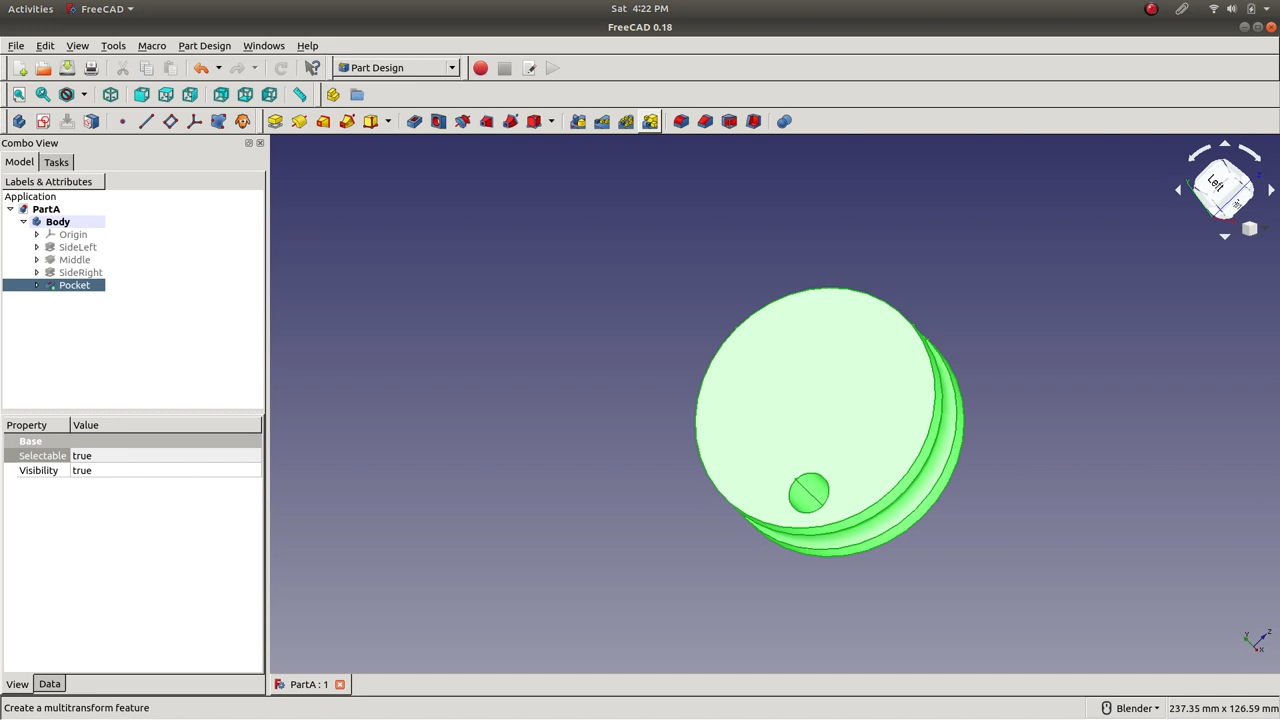 Activities FreeCAD Sat 4:22 PM
FreeCAD 0.18
File Edit View Tools Macro Part Design Windows Help
Part Design
Combo View
Model Tasks
Labels & Attributes
Application
PartA
Body
Origin
SideLeft
Middle
SideRight
Pocket
Left
Property Value
Base
Selectable true
Visibility true
Y Z
X
View Data PartA : 1
Create a multitransform feature Blender 237.35 mm x 126.59 mm